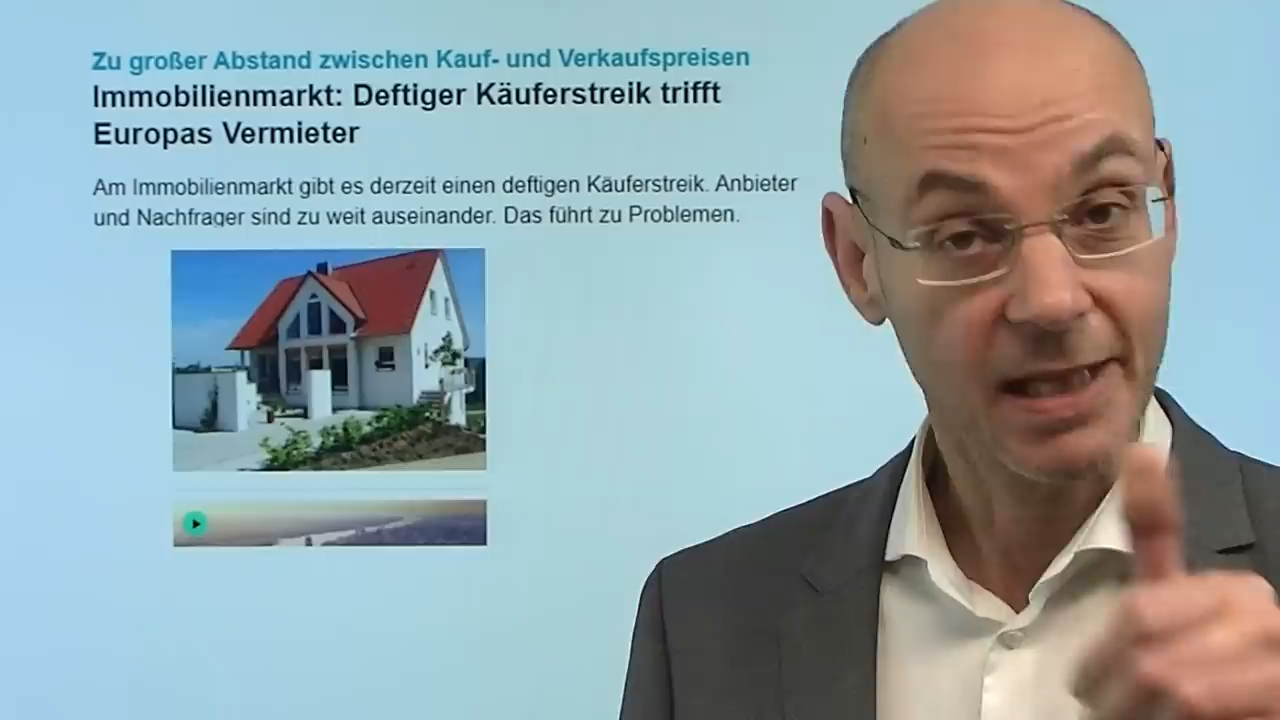 Zu großer Abstand zwischen Kauf- und Verkaufspreisen
Immobilienmarkt: Deftiger Käuferstreik trifft
Europas Vermieter
Am Immobilienmarkt gibt es derzeit einen deftigen Käuferstreik. Anbieter
und Nachfrager sind zu weit auseinander. Das führt zu Problemen.